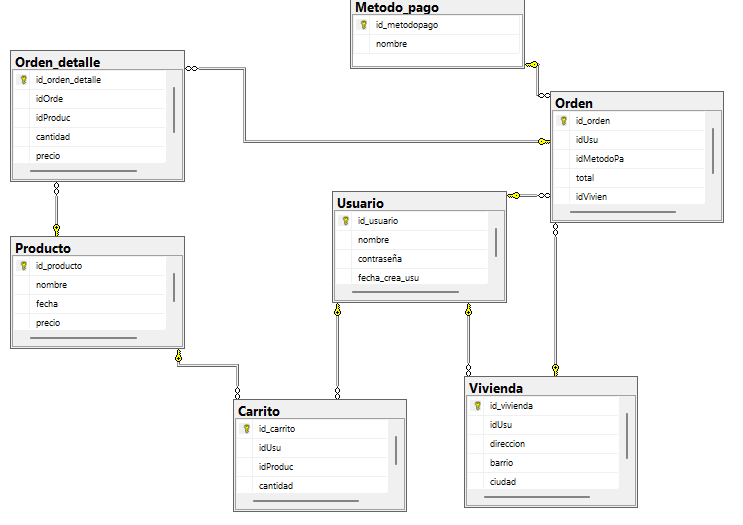 Metodo_pago
id_metodopago
nombre
Orden_detalle
id_orden_detalle
idOrde
idProduc
cantidad
precio
Orden
id_orden
idUsu
idMetodoPa
total
idVivien
Usuario
id_usuario
nombre
contraseña
fecha_crea_usu
Producto
id_producto
nombre
fecha
precio
Carrito
id_carrito
idUsu
idProduc
cantidad
Vivienda
id_vivienda
idUsu
direccion
barrio
ciudad